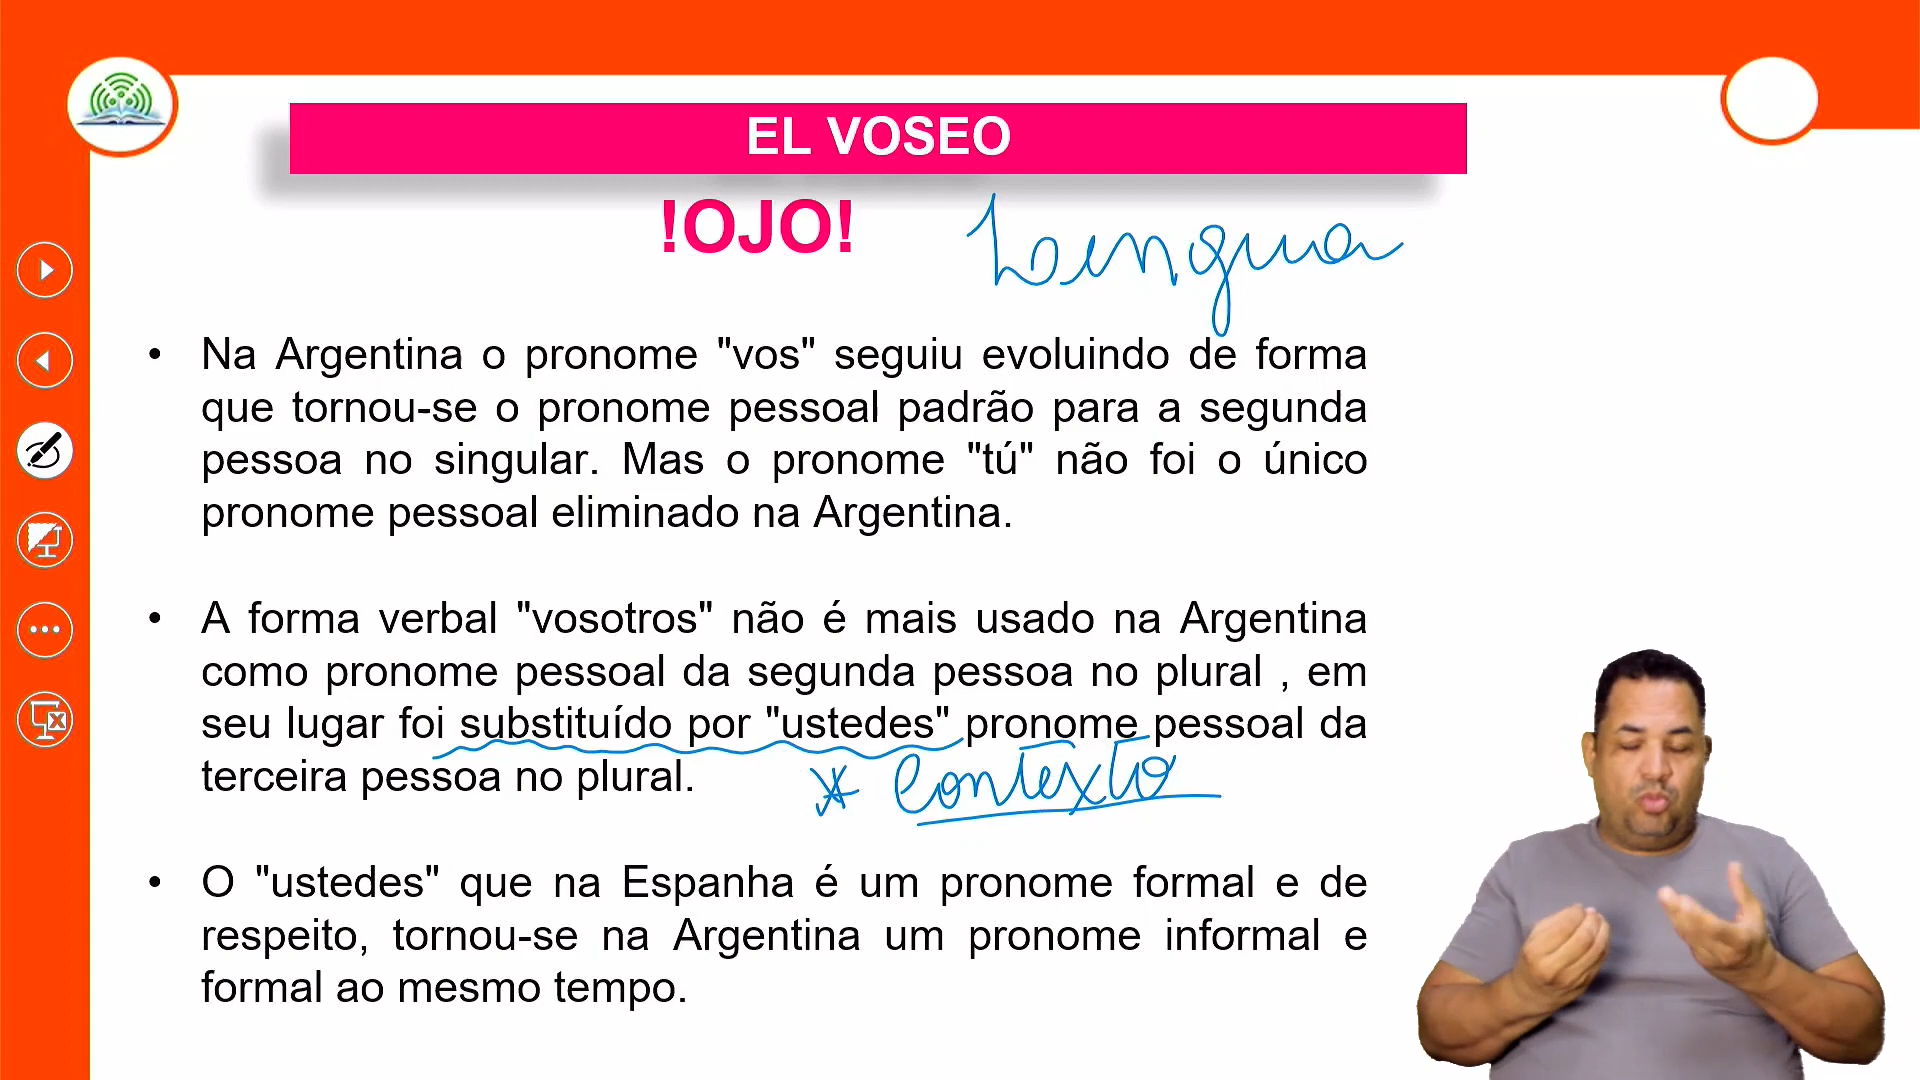 EL VOSEO
!OJO!
Lengua
• Na Argentina o pronome "vos" seguiu evoluindo de forma
que tornou-se o pronome pessoal padrão para a segunda
pessoa no singular. Mas o pronome "tú" não foi o único
pronome pessoal eliminado na Argentina.
• A forma verbal "vosotros" não é mais usado na Argentina
como pronome pessoal da segunda pessoa no plural , em
seu lugar foi substituído por "ustedes" pronome pessoal da
terceira pessoa no plural.
* Contexto
• O "ustedes" que na Espanha é um pronome formal e de
respeito, tornou-se na Argentina um pronome informal e
formal ao mesmo tempo.